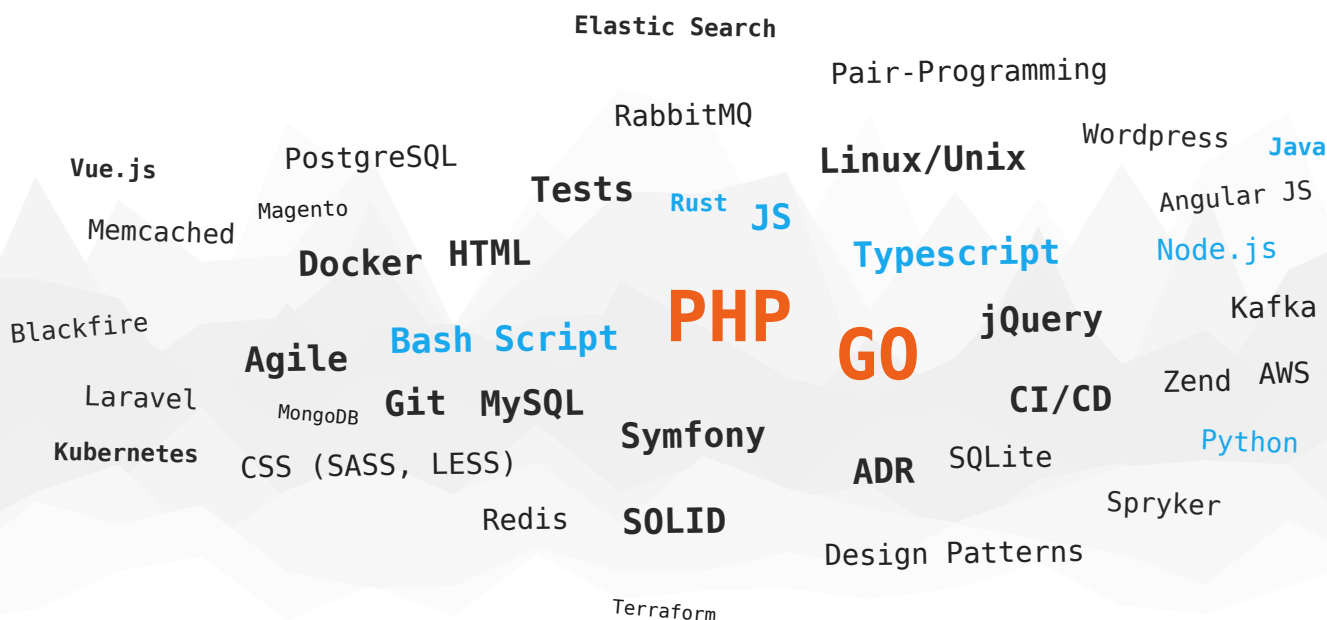 Elastic Search
Pair-Programming
RabbitMQ
Wordpress
Java
Linux/Unix
PostgreSQL
Vue.js
Tests
Angular JS
Rust
JS
Magento
Memcached
HTML
Docker
Typescript
Node.js
PHP
Kafka
jQuery
Blackfire
Bash Script
GO
Agile
AWS
Zend
Laravel
MongoDB
Git
MySQL
CI/CD
Symfony
Python
Kubernetes
CSS (SASS, LESS)
ADR
SQLite
Spryker
Redis
SOLID
Design Patterns
Terraform